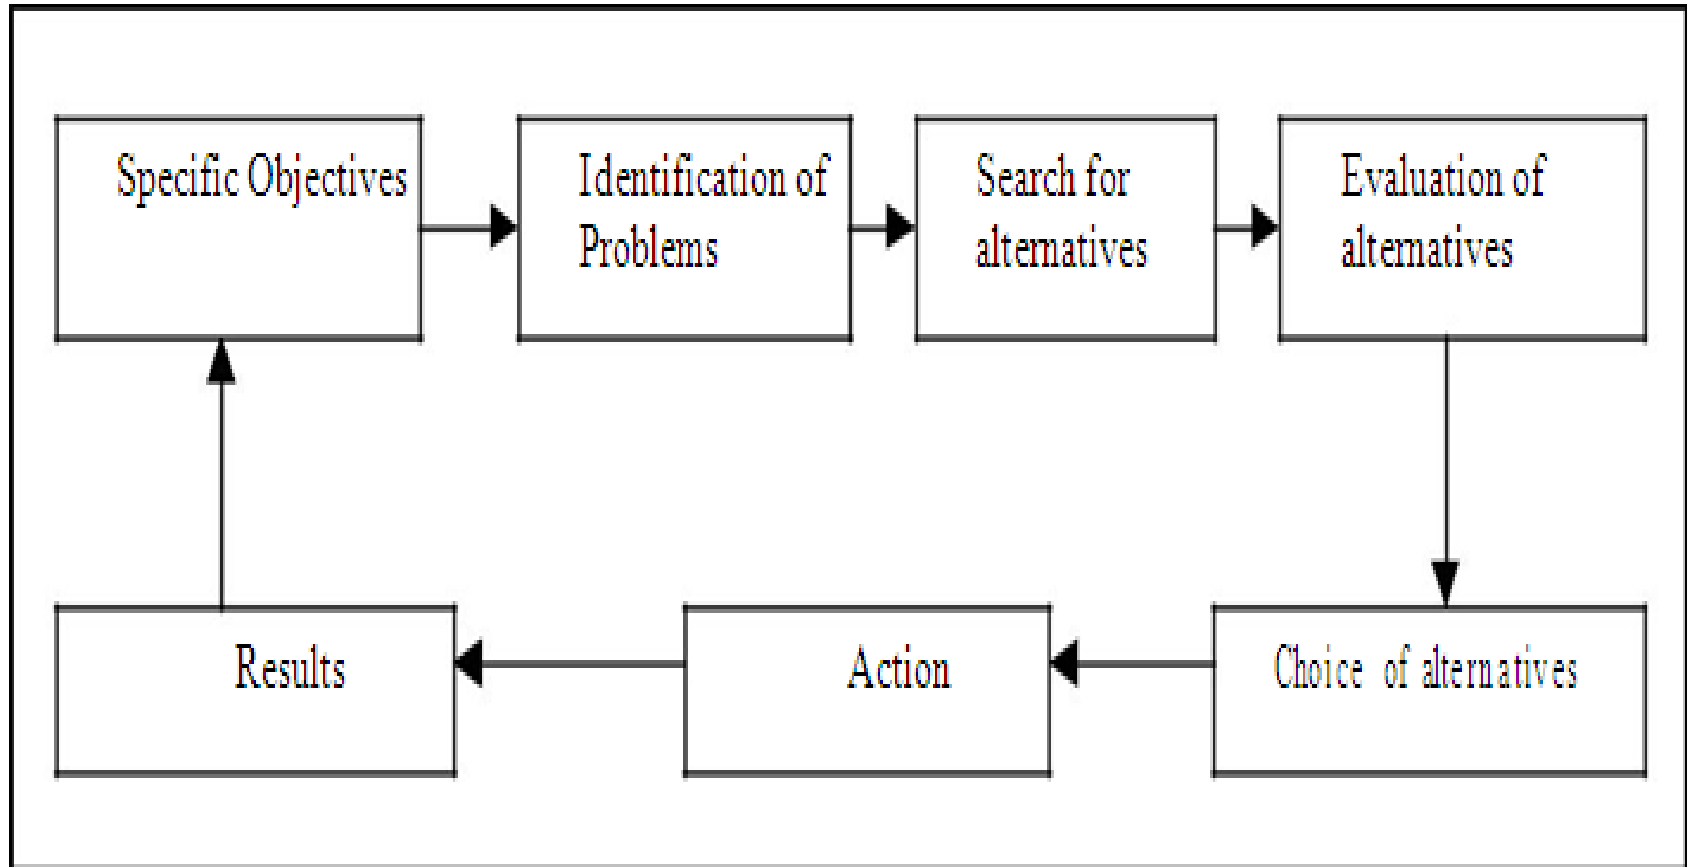 Specific Objectives
Identification of
Problems
Search for
alternatives
Evaluation of
alternatives
Choice of alternatives
Action
Results